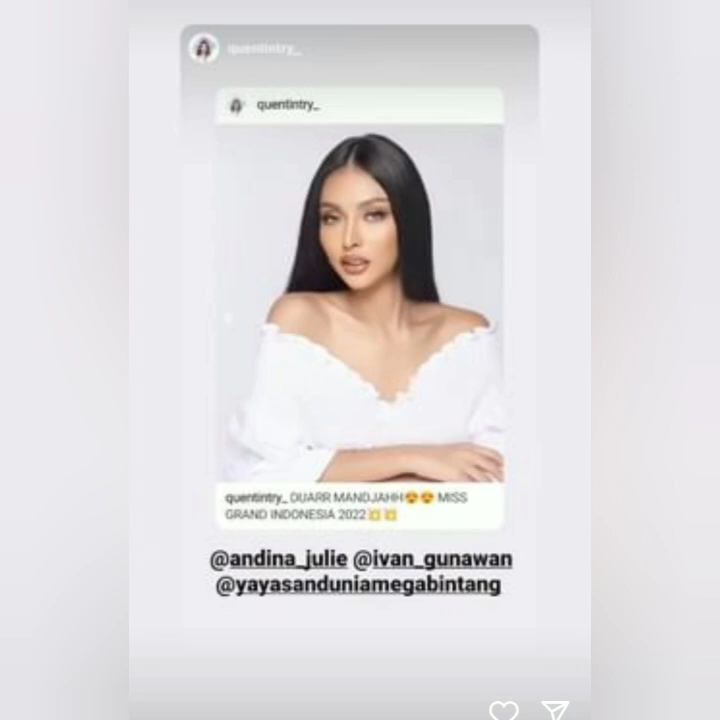 quentintry_
quentintry_
quentintry_ DUARR MANDJAHH😍😍 MISS
GRAND INDONESIA 2022💥💥
@andina_julie @ivan_gunawan
@yayasanduniamegabintang